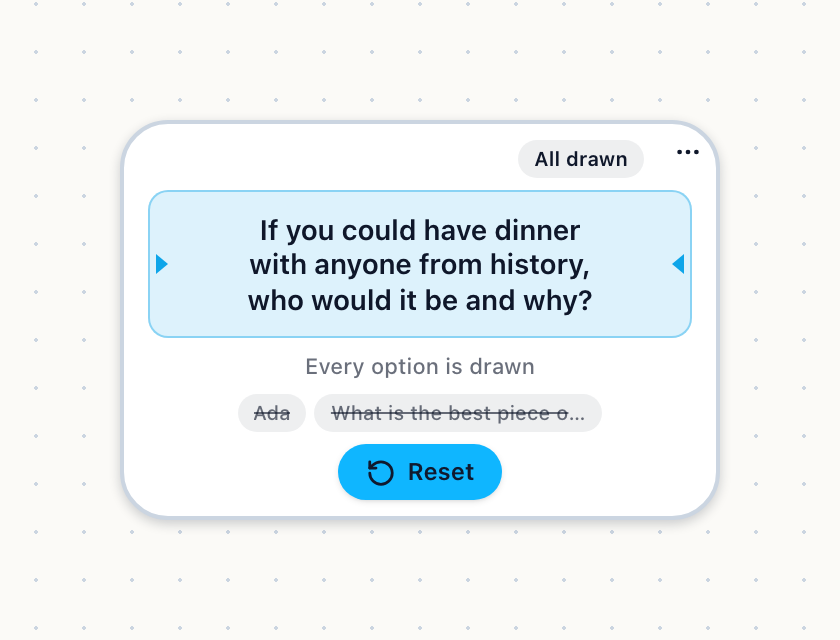 All drawn
If you could have dinner
with anyone from history,
who would it be and why?
Every option is drawn
Ada
What is the best piece o...
Reset